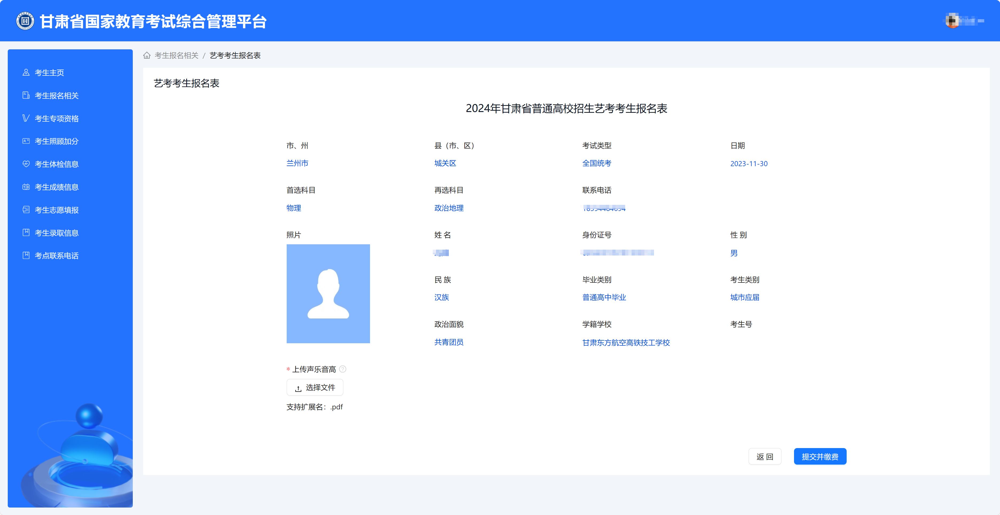 甘肃省国家教育考试综合管理平台
考生报名相关 / 艺考考生报名表
考生主页
考生报名相关
考生专项资格
考生照顾加分
考生体检信息
考生成绩信息
考生志愿填报
考生录取信息
考点联系电话
艺考考生报名表
2024年甘肃省普通高校招生艺考考生报名表
市、州 县（市、区） 考试类型 日期
兰州市 城关区 全国统考 2023-11-30
首选科目 再选科目 联系电话
物理 政治地理
照片 姓 名 身份证号 性 别
男
民 族 毕业类别 考生类别
汉族 普通高中毕业 城市应届
政治面貌 学籍学校 考生号
共青团员 甘肃东方航空高铁技工学校
* 上传声乐音高
选择文件
支持扩展名：.pdf
返 回 提交并缴费